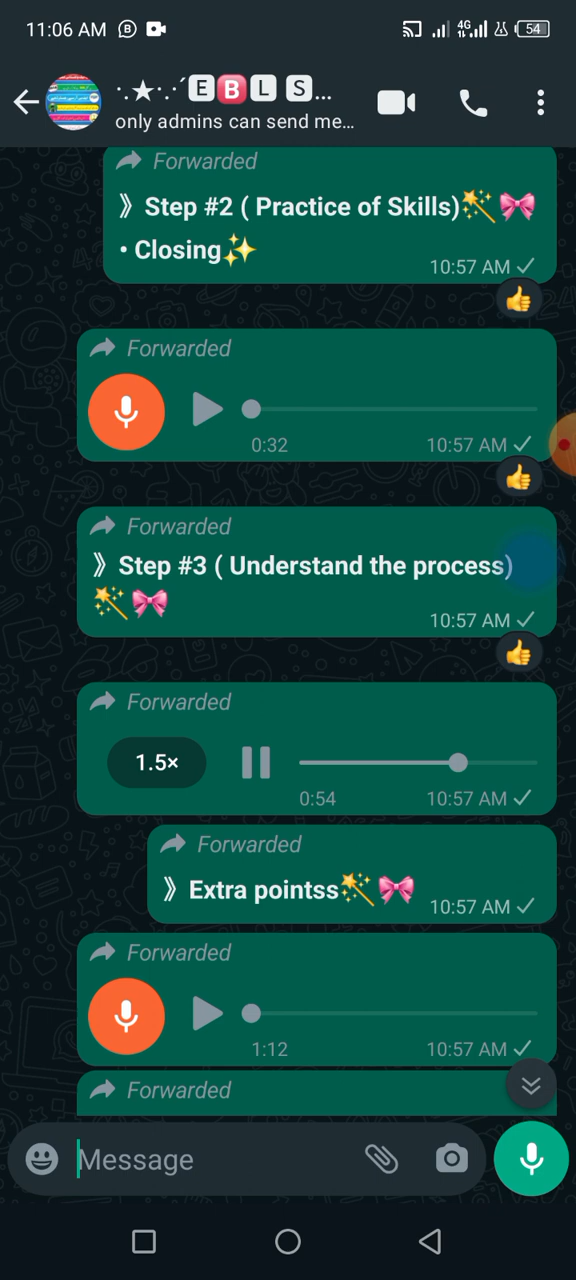 11:06 AM
4G
54
·.★·.·´🄴🅱🄻 🅂...
only admins can send me...
Forwarded
》 Step #2 ( Practice of Skills)🪄🎀
• Closing✨
10:57 AM
Forwarded
0:32 10:57 AM
Forwarded
》 Step #3 ( Understand the process)
🪄🎀
10:57 AM
Forwarded
1.5×
0:54 10:57 AM
Forwarded
》 Extra pointss🪄🎀
10:57 AM
Forwarded
1:12 10:57 AM
Forwarded
Message